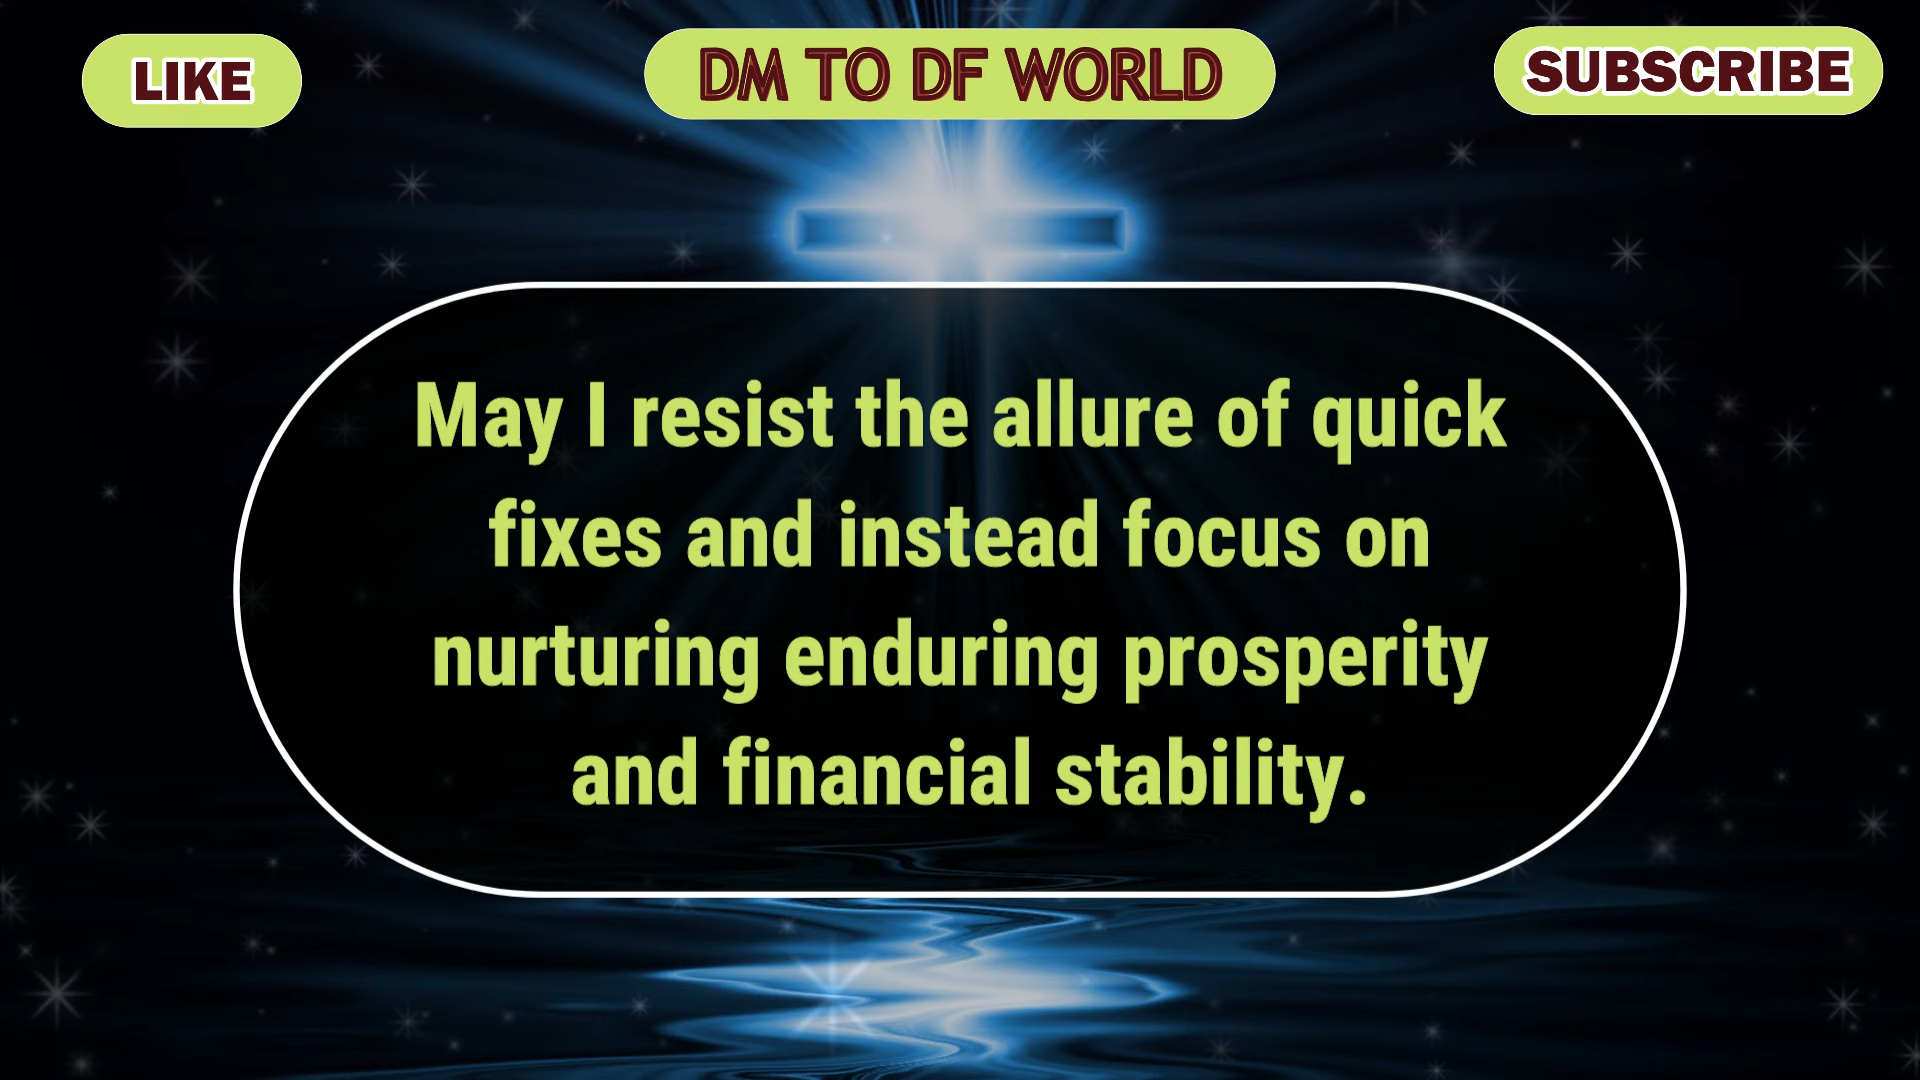 LIKE
DM TO DF WORLD
SUBSCRIBE
May I resist the allure of quick
fixes and instead focus on
nurturing enduring prosperity
and financial stability.